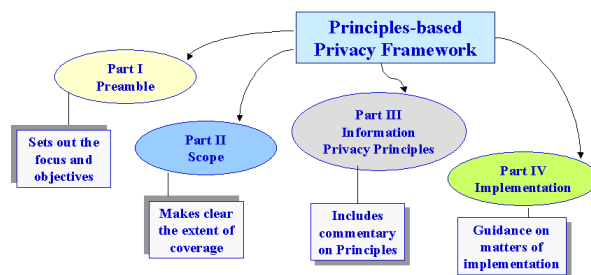 Principles-based
Privacy Framework
Part I
Preamble
Sets out the
focus and
objectives
Part II
Scope
Makes clear
the extent of
coverage
Part III
Information
Privacy Principles
Includes
commentary
on Principles
Part IV
Implementation
Guidance on
matters of
implementation